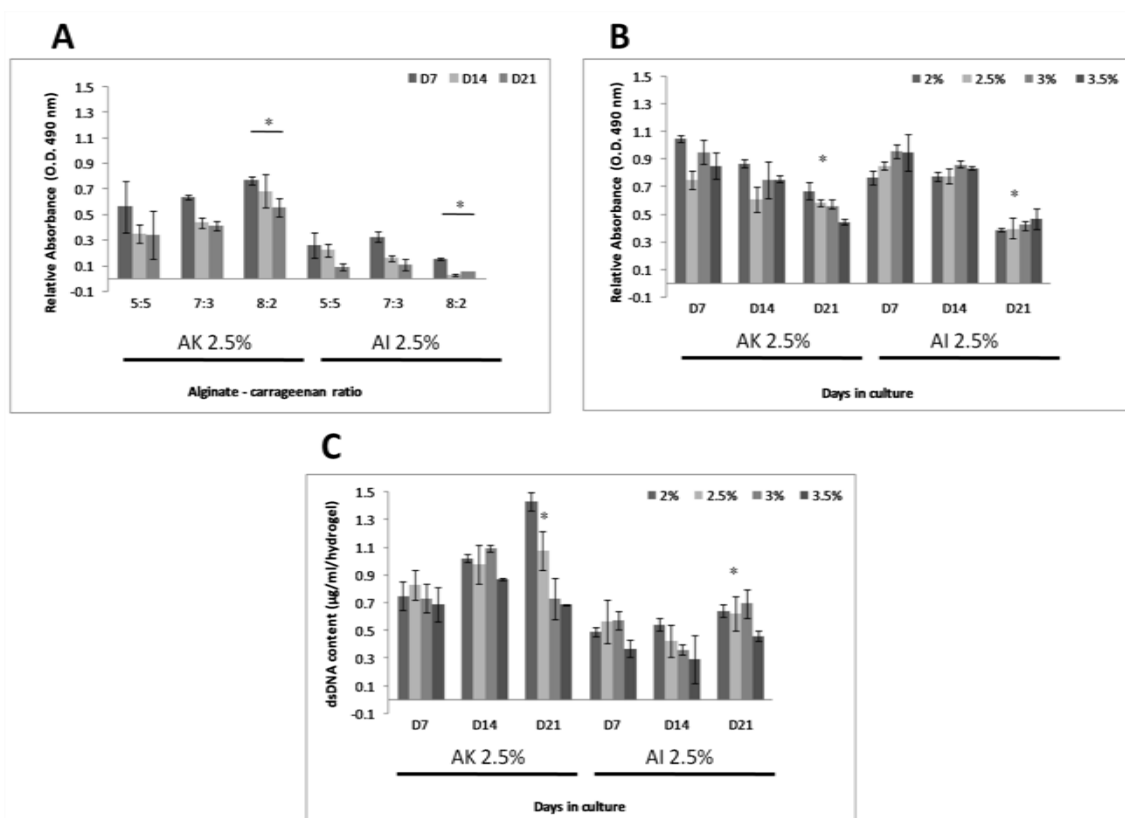 A
D7 D14 D21
Relative Absorbance (O.D. 490 nm)
1.5
1.3
1.1
0.9
0.7
0.5
0.3
0.1
-0.1
*
*
5:5 7:3 8:2 5:5 7:3 8:2
AK 2.5% AI 2.5%
Alginate - carrageenan ratio
B
2% 2.5% 3% 3.5%
Relative Absorbance (O.D. 490 nm)
1.5
1.3
1.1
0.9
0.7
0.5
0.3
0.1
-0.1
*
*
D7 D14 D21 D7 D14 D21
AK 2.5% AI 2.5%
Days in culture
C
2% 2.5% 3% 3.5%
dsDNA content (µg/ml/hydrogel)
1.5
1.3
1.1
0.9
0.7
0.5
0.3
0.1
-0.1
*
*
D7 D14 D21 D7 D14 D21
AK 2.5% AI 2.5%
Days in culture